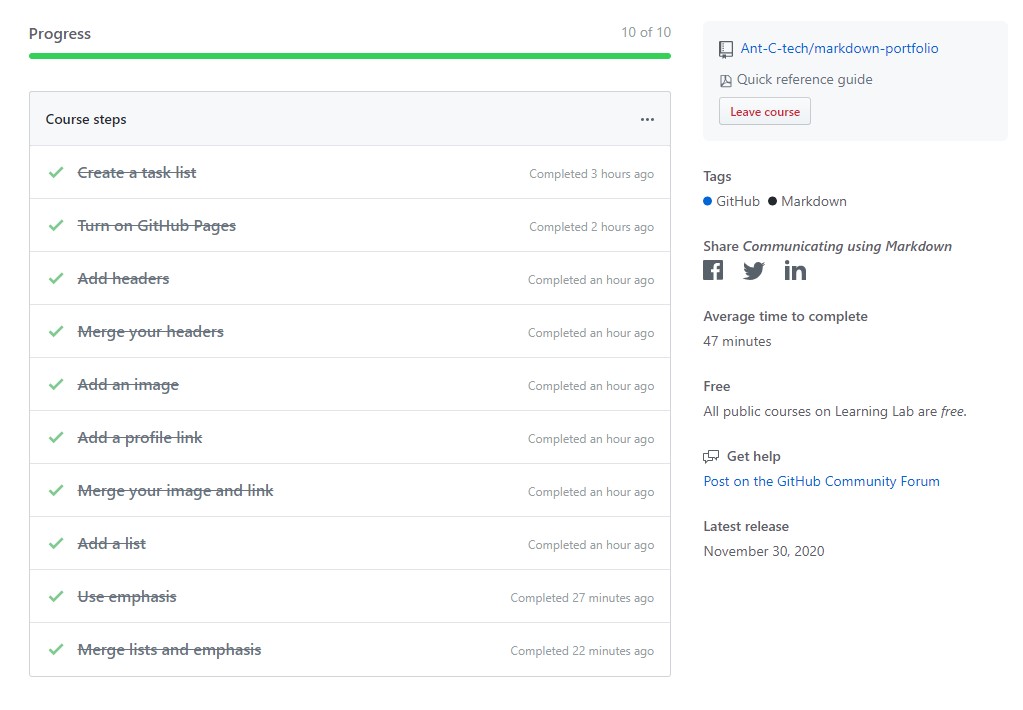 Progress 10 of 10
Course steps
Create a task list Completed 3 hours ago
Turn on GitHub Pages Completed 2 hours ago
Add headers Completed an hour ago
Merge your headers Completed an hour ago
Add an image Completed an hour ago
Add a profile link Completed an hour ago
Merge your image and link Completed an hour ago
Add a list Completed an hour ago
Use emphasis Completed 27 minutes ago
Merge lists and emphasis Completed 22 minutes ago
Ant-C-tech/markdown-portfolio
Quick reference guide
Leave course
Tags
GitHub Markdown
Share Communicating using Markdown
Average time to complete
47 minutes
Free
All public courses on Learning Lab are free.
Get help
Post on the GitHub Community Forum
Latest release
November 30, 2020